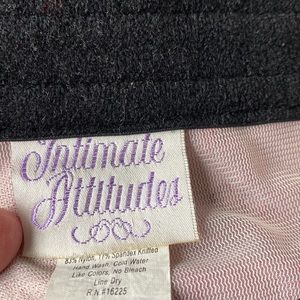 Intimate
Attitudes
83% Nylon, 17% Spandex Knitted
Hand Wash, Cold Water
Like Colors, No Bleach
Line Dry
R.N.#16225